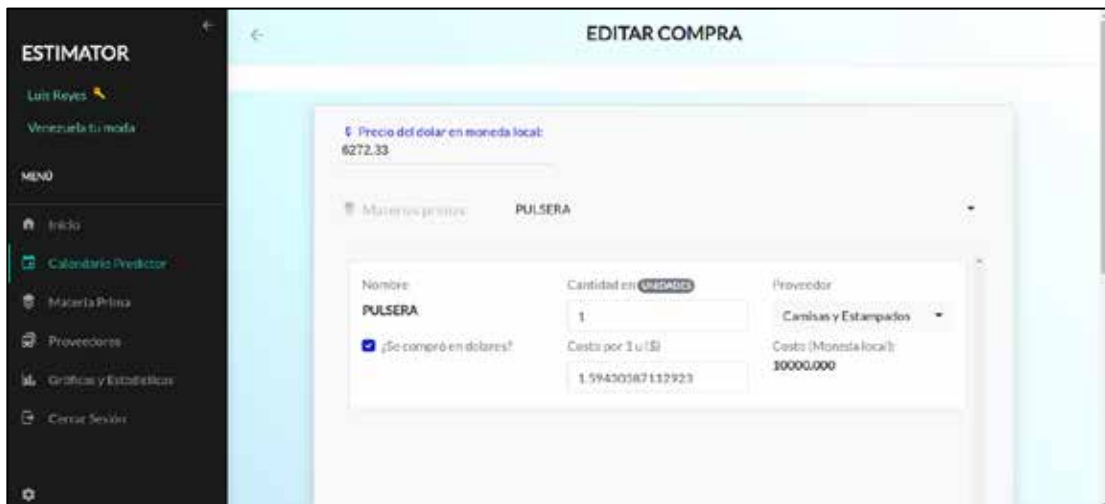 ESTIMATOR
Luis Reyes
Venezuela tu moda
MENÚ
Inicio
Calendario Predictor
Materia Prima
Proveedores
Gráficas y Estadísticas
Cerrar Sesión
EDITAR COMPRA
$ Precio del dolar en moneda local:
6272.33
Materias primas PULSERA
Nombre Cantidad en UNIDADES Proveedor
PULSERA 1 Camisas y Estampados
¿Se compró en dolares? Costo por 1 u ($) Costo (Moneda local):
10000.000